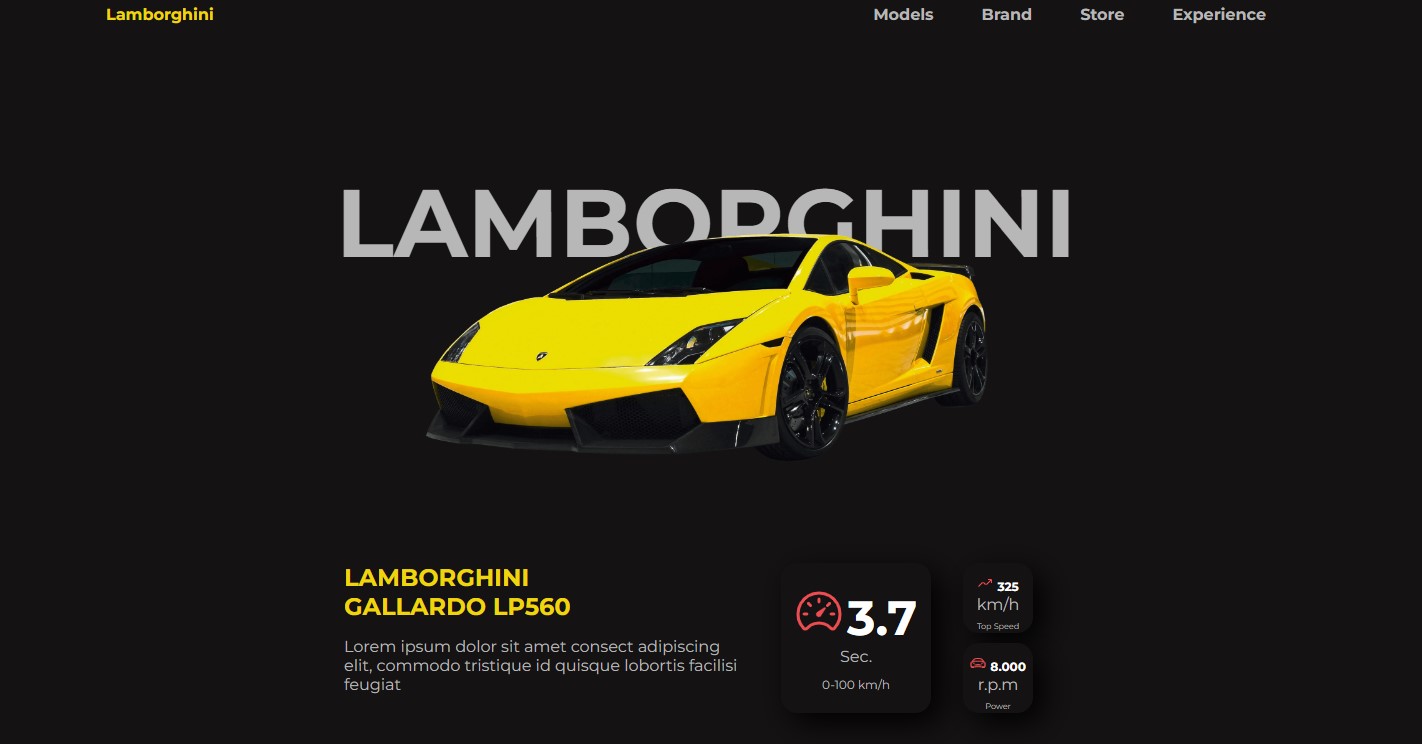 Lamborghini
Models Brand Store Experience
LAMBORGHINI
LAMBORGHINI
GALLARDO LP560
Lorem ipsum dolor sit amet consect adipiscing
elit, commodo tristique id quisque lobortis facilisi
feugiat
3.7
Sec.
0-100 km/h
325
km/h
Top Speed
8.000
r.p.m
Power